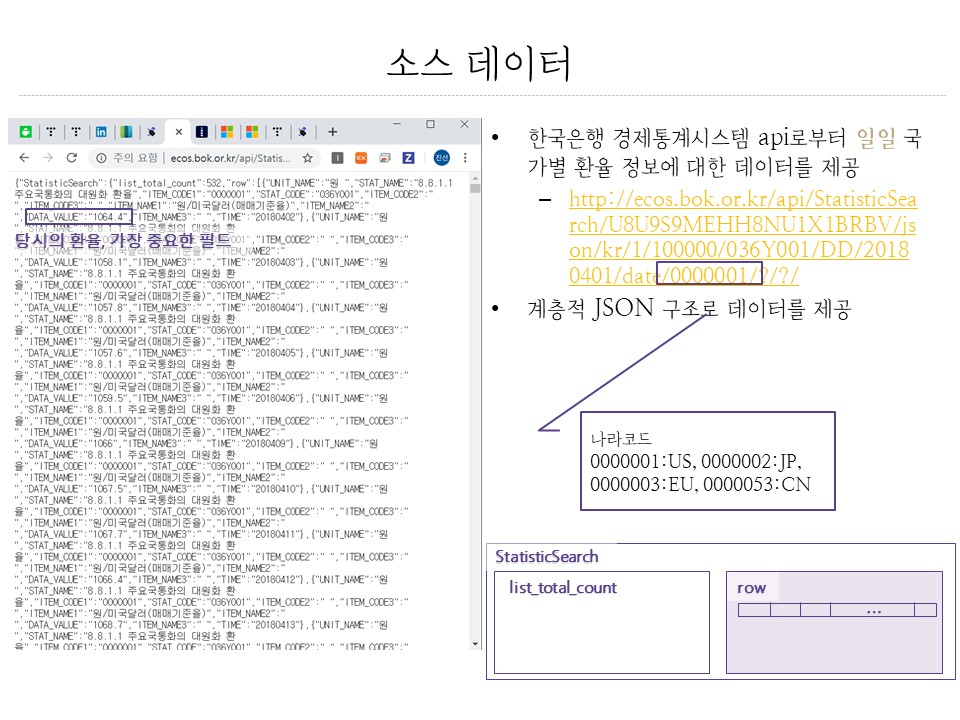 소스 데이터
주의 요함 | ecos.bok.or.kr/api/Statis...
진선
{"StatisticSearch":{"list_total_count":532,"row":[{"UNIT_NAME":"원 ","STAT_NAME":"8.8.1.1
주요국통화의 대원화 환율","ITEM_CODE1":"0000001","STAT_CODE":"036Y001","ITEM_CODE2":"
","ITEM_CODE3":" ","ITEM_NAME1":"원/미국달러(매매기준율)","ITEM_NAME2":"
","DATA_VALUE":"1064.4","ITEM_NAME3":" ","TIME":"20180402"},{"UNIT_NAME":"원
","STAT_NAME":"8.8.1.1 주요국통화의 대원화 환
당시의 환율, 가장 중요한 필드
율","ITEM_CODE1":"0000001","STAT_CODE":"036Y001","ITEM_CODE2":" ","ITEM_CODE3":"
","ITEM_NAME1":"원/미국달러(매매기준율)","ITEM_NAME2":"
","DATA_VALUE":"1058.1","ITEM_NAME3":" ","TIME":"20180403"},{"UNIT_NAME":"원
","STAT_NAME":"8.8.1.1 주요국통화의 대원화 환
율","ITEM_CODE1":"0000001","STAT_CODE":"036Y001","ITEM_CODE2":" ","ITEM_CODE3":"
","ITEM_NAME1":"원/미국달러(매매기준율)","ITEM_NAME2":"
","DATA_VALUE":"1057.8","ITEM_NAME3":" ","TIME":"20180404"},{"UNIT_NAME":"원
","STAT_NAME":"8.8.1.1 주요국통화의 대원화 환
율","ITEM_CODE1":"0000001","STAT_CODE":"036Y001","ITEM_CODE2":" ","ITEM_CODE3":"
","ITEM_NAME1":"원/미국달러(매매기준율)","ITEM_NAME2":"
","DATA_VALUE":"1057.6","ITEM_NAME3":" ","TIME":"20180405"},{"UNIT_NAME":"원
","STAT_NAME":"8.8.1.1 주요국통화의 대원화 환
율","ITEM_CODE1":"0000001","STAT_CODE":"036Y001","ITEM_CODE2":" ","ITEM_CODE3":"
","ITEM_NAME1":"원/미국달러(매매기준율)","ITEM_NAME2":"
","DATA_VALUE":"1059.5","ITEM_NAME3":" ","TIME":"20180406"},{"UNIT_NAME":"원
","STAT_NAME":"8.8.1.1 주요국통화의 대원화 환
율","ITEM_CODE1":"0000001","STAT_CODE":"036Y001","ITEM_CODE2":" ","ITEM_CODE3":"
","ITEM_NAME1":"원/미국달러(매매기준율)","ITEM_NAME2":"
","DATA_VALUE":"1066","ITEM_NAME3":" ","TIME":"20180409"},{"UNIT_NAME":"원
","STAT_NAME":"8.8.1.1 주요국통화의 대원화 환
율","ITEM_CODE1":"0000001","STAT_CODE":"036Y001","ITEM_CODE2":" ","ITEM_CODE3":"
","ITEM_NAME1":"원/미국달러(매매기준율)","ITEM_NAME2":"
","DATA_VALUE":"1067.5","ITEM_NAME3":" ","TIME":"20180410"},{"UNIT_NAME":"원
","STAT_NAME":"8.8.1.1 주요국통화의 대원화 환
율","ITEM_CODE1":"0000001","STAT_CODE":"036Y001","ITEM_CODE2":" ","ITEM_CODE3":"
","ITEM_NAME1":"원/미국달러(매매기준율)","ITEM_NAME2":"
","DATA_VALUE":"1067.7","ITEM_NAME3":" ","TIME":"20180411"},{"UNIT_NAME":"원
","STAT_NAME":"8.8.1.1 주요국통화의 대원화 환
율","ITEM_CODE1":"0000001","STAT_CODE":"036Y001","ITEM_CODE2":" ","ITEM_CODE3":"
","ITEM_NAME1":"원/미국달러(매매기준율)","ITEM_NAME2":"
","DATA_VALUE":"1066.4","ITEM_NAME3":" ","TIME":"20180412"},{"UNIT_NAME":"원
","STAT_NAME":"8.8.1.1 주요국통화의 대원화 환
율","ITEM_CODE1":"0000001","STAT_CODE":"036Y001","ITEM_CODE2":" ","ITEM_CODE3":"
","ITEM_NAME1":"원/미국달러(매매기준율)","ITEM_NAME2":"
","DATA_VALUE":"1068.7","ITEM_NAME3":" ","TIME":"20180413"},{"UNIT_NAME":"원
","STAT_NAME":"8.8.1.1 주요국통화의 대원화 환
율","ITEM_CODE1":"0000001","STAT_CODE":"036Y001","ITEM_CODE2":" ","ITEM_CODE3":"
• 한국은행 경제통계시스템 api로부터 일일 국
가별 환율 정보에 대한 데이터를 제공
– http://ecos.bok.or.kr/api/StatisticSea
rch/U8U9S9MEHH8NU1X1BRBV/js
on/kr/1/100000/036Y001/DD/2018
0401/date/0000001/?/?/
• 계층적 JSON 구조로 데이터를 제공
나라코드
0000001:US, 0000002:JP,
0000003:EU, 0000053:CN
StatisticSearch
list_total_count
row
...